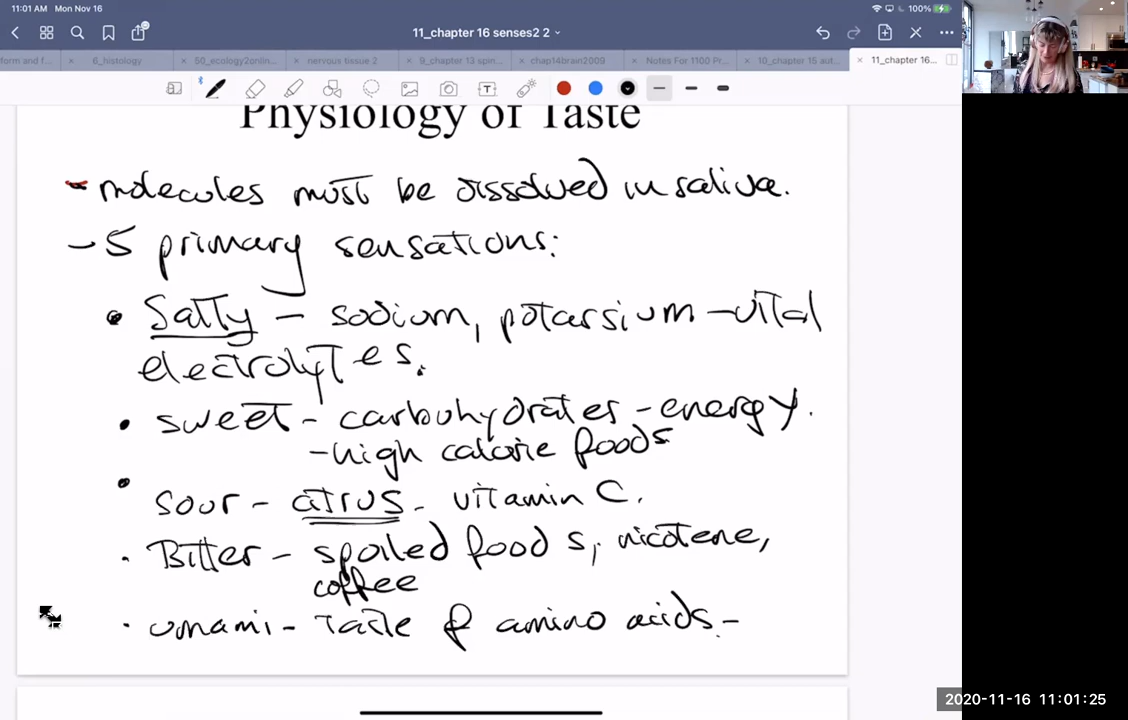 11:01 AM Mon Nov 16
100%
11_chapter 16 senses2 2
form and f...
6_histology
50_ecology2onlin...
nervous tissue 2
9_chapter 13 spin...
chap14brain2009
Notes For 1100 Pr...
10_chapter 15 aut...
11_chapter 16...
Physiology of Taste
- molecules must be dissolved in saliva.
- 5 primary sensations:
• Salty - sodium, potassium - vital
electrolytes.
• sweet - carbohydrates - energy.
- high calorie foods
• sour - citrus - vitamin C.
• Bitter - spoiled foods, nicotene,
coffee
• umami - taste of amino acids -
2020-11-16 11:01:25